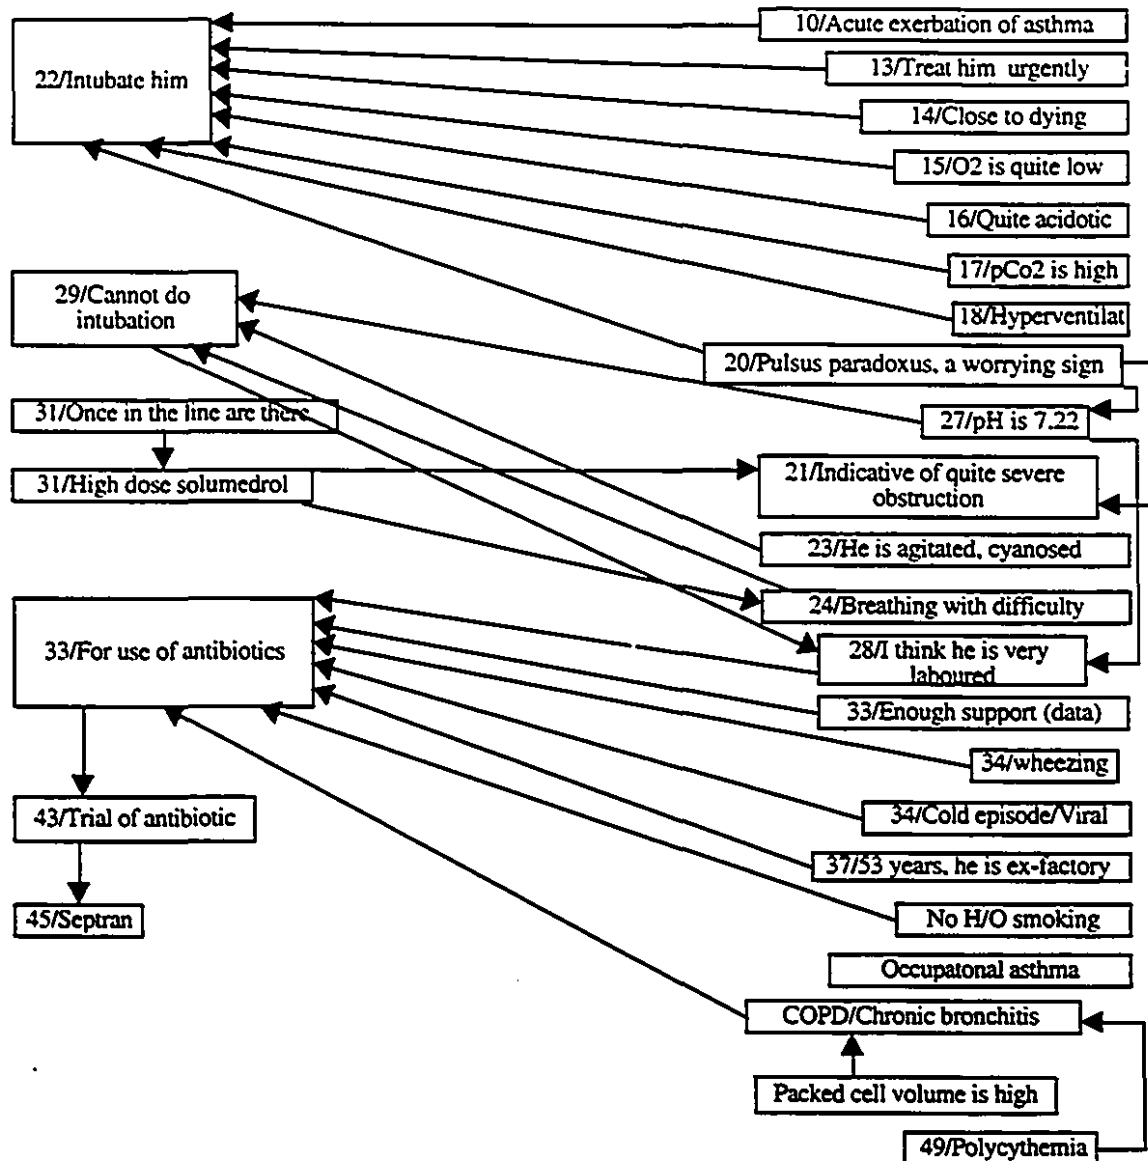 10/Acute exerbation of asthma
22/Intubate him
13/Treat him urgently
14/Close to dying
15/O2 is quite low
16/Quite acidotic
17/pCo2 is high
18/Hyperventilat
29/Cannot do
intubation
20/Pulsus paradoxus, a worrying sign
31/Once in the line are there
27/pH is 7.22
31/High dose solumedrol
21/Indicative of quite severe
obstruction
23/He is agitated, cyanosed
24/Breathing with difficulty
33/For use of antibiotics
28/I think he is very
laboured
33/Enough support (data)
34/wheezing
43/Trial of antibiotic
34/Cold episode/Viral
37/53 years, he is ex-factory
45/Septran
No H/O smoking
Occupatonal asthma
COPD/Chronic bronchitis
Packed cell volume is high
49/Polycythemia